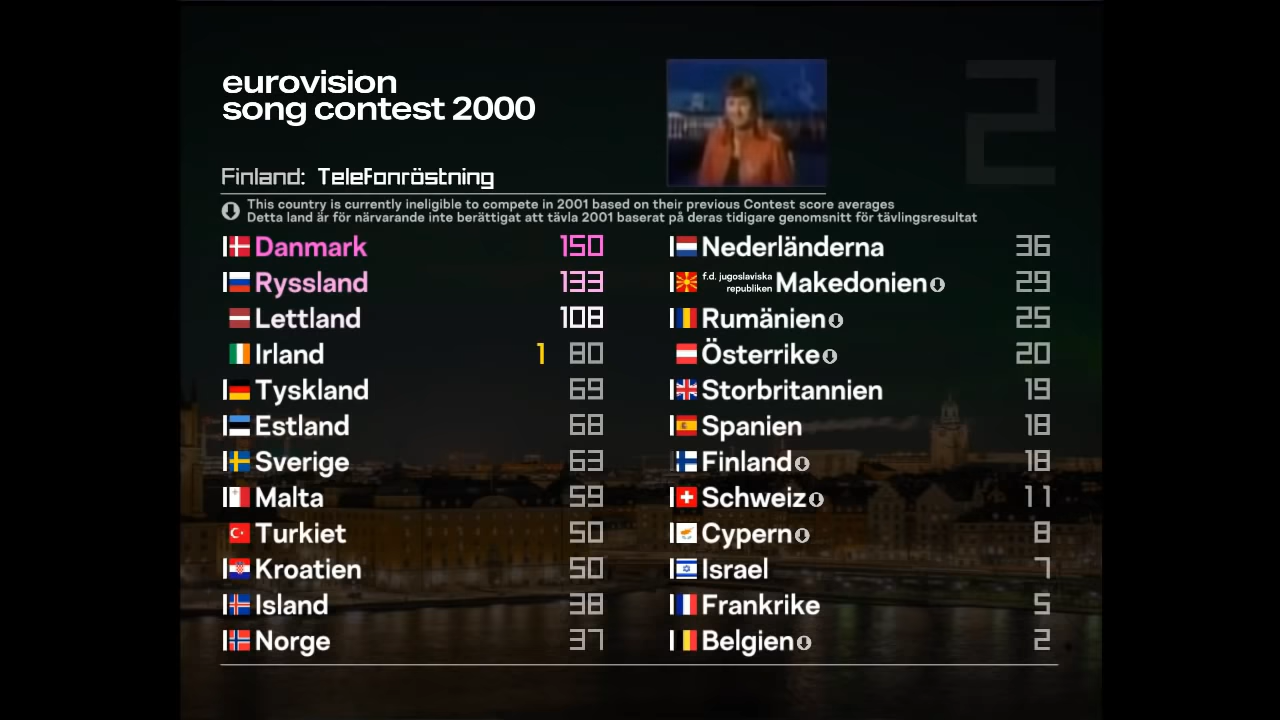 eurovision
song contest 2000
2
Finland: Telefonröstning
This country is currently ineligible to compete in 2001 based on their previous Contest score averages
Detta land är för närvarande inte berättigat att tävla 2001 baserat på deras tidigare genomsnitt för tävlingsresultat
Danmark 150
Ryssland 133
Lettland 108
Irland 1 80
Tyskland 69
Estland 68
Sverige 63
Malta 59
Turkiet 50
Kroatien 50
Island 38
Norge 37
Nederländerna 36
f.d. jugoslaviska
republiken Makedonien 29
Rumänien 25
Österrike 20
Storbritannien 19
Spanien 18
Finland 18
Schweiz 11
Cypern 8
Israel 7
Frankrike 5
Belgien 2